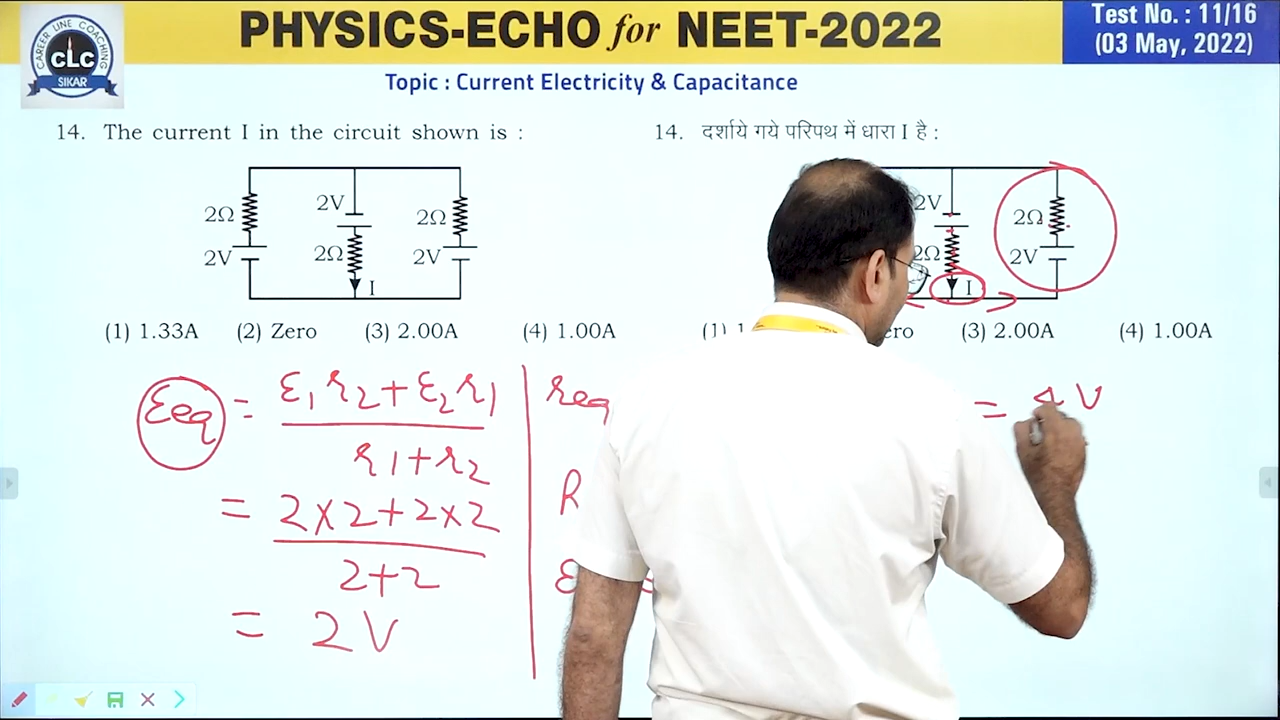 PHYSICS-ECHO for NEET-2022
Test No. : 11/16
(03 May, 2022)
CAREER LINE COACHING
CLC
SIKAR
Topic : Current Electricity & Capacitance
14. The current I in the circuit shown is :
2Ω
2V
2V
2Ω
I
2Ω
2V
(1) 1.33A (2) Zero (3) 2.00A (4) 1.00A
14. दर्शाये गये परिपथ में धारा I है :
2V
2Ω
I
2Ω
2V
(3) 2.00A (4) 1.00A
Eeq = ε₁r₂+ε₂r₁
r₁+r₂
= 2×2+2×2
2+2
= 2V
req
R
= 4V